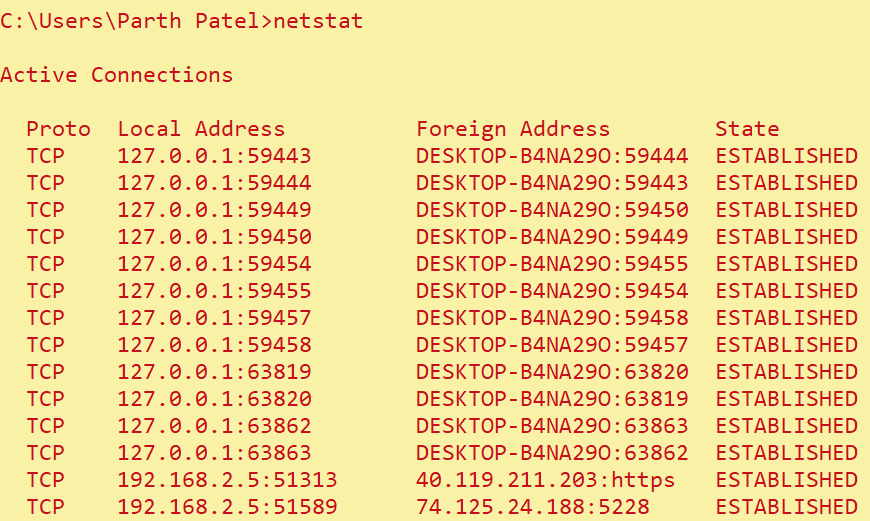 C:\Users\Parth Patel>netstat
Active Connections
Proto  Local Address          Foreign Address        State
TCP    127.0.0.1:59443        DESKTOP-B4NA29O:59444  ESTABLISHED
TCP    127.0.0.1:59444        DESKTOP-B4NA29O:59443  ESTABLISHED
TCP    127.0.0.1:59449        DESKTOP-B4NA29O:59450  ESTABLISHED
TCP    127.0.0.1:59450        DESKTOP-B4NA29O:59449  ESTABLISHED
TCP    127.0.0.1:59454        DESKTOP-B4NA29O:59455  ESTABLISHED
TCP    127.0.0.1:59455        DESKTOP-B4NA29O:59454  ESTABLISHED
TCP    127.0.0.1:59457        DESKTOP-B4NA29O:59458  ESTABLISHED
TCP    127.0.0.1:59458        DESKTOP-B4NA29O:59457  ESTABLISHED
TCP    127.0.0.1:63819        DESKTOP-B4NA29O:63820  ESTABLISHED
TCP    127.0.0.1:63820        DESKTOP-B4NA29O:63819  ESTABLISHED
TCP    127.0.0.1:63862        DESKTOP-B4NA29O:63863  ESTABLISHED
TCP    127.0.0.1:63863        DESKTOP-B4NA29O:63862  ESTABLISHED
TCP    192.168.2.5:51313      40.119.211.203:https   ESTABLISHED
TCP    192.168.2.5:51589      74.125.24.188:5228     ESTABLISHED